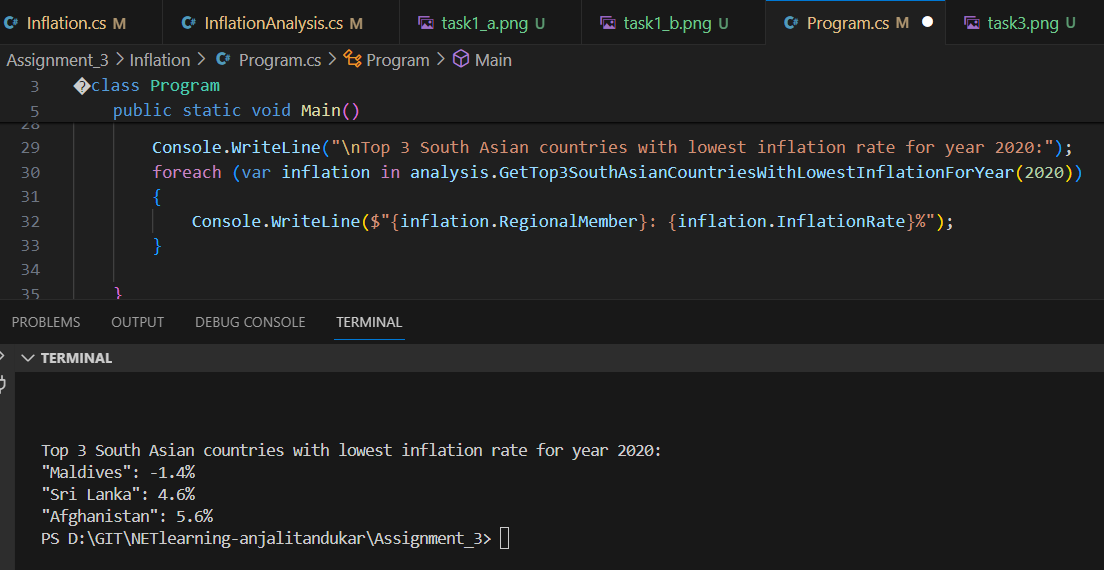 C# Inflation.cs M
C# InflationAnalysis.cs M
task1_a.png U
task1_b.png U
C# Program.cs M
task3.png U
Assignment_3 > Inflation > C# Program.cs > Program > Main
3 �class Program
5 public static void Main()
28
29 Console.WriteLine("\nTop 3 South Asian countries with lowest inflation rate for year 2020:");
30 foreach (var inflation in analysis.GetTop3SouthAsianCountriesWithLowestInflationForYear(2020))
31 {
32 Console.WriteLine($"{inflation.RegionalMember}: {inflation.InflationRate}%");
33 }
34
35 }
PROBLEMS OUTPUT DEBUG CONSOLE TERMINAL
TERMINAL
Top 3 South Asian countries with lowest inflation rate for year 2020:
"Maldives": -1.4%
"Sri Lanka": 4.6%
"Afghanistan": 5.6%
PS D:\GIT\NETlearning-anjalitandukar\Assignment_3>